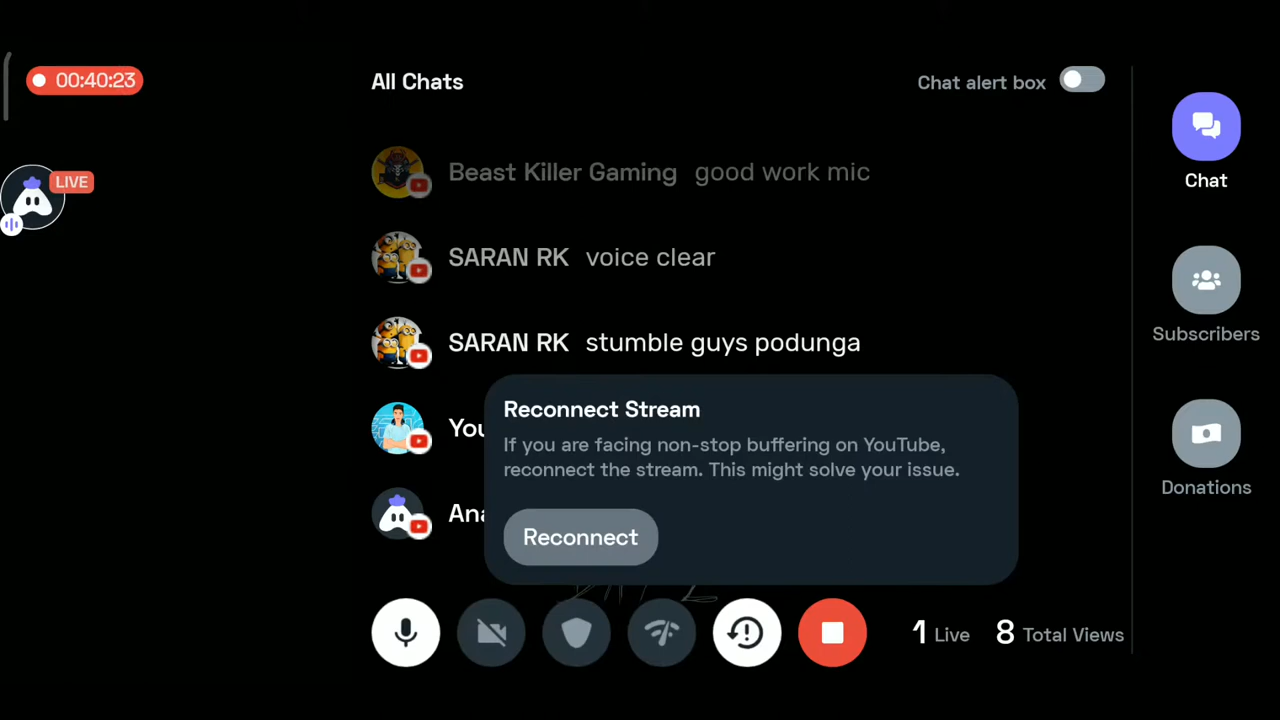 00:40:23
All Chats
Chat alert box
LIVE
Beast Killer Gaming good work mic
SARAN RK voice clear
SARAN RK stumble guys podunga
You
Ana
Reconnect Stream
If you are facing non-stop buffering on YouTube,
reconnect the stream. This might solve your issue.
Reconnect
1 Live 8 Total Views
Chat
Subscribers
Donations